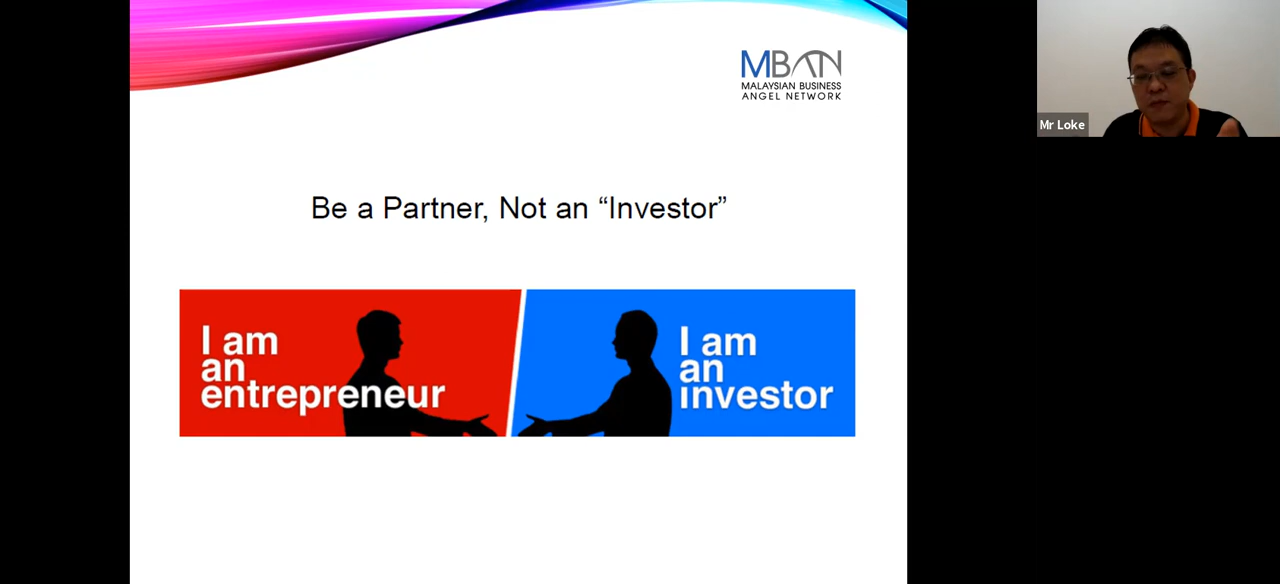 MBAN
MALAYSIAN BUSINESS
ANGEL NETWORK
Mr Loke
Be a Partner, Not an “Investor”
I am
an
entrepreneur
I am
an
investor